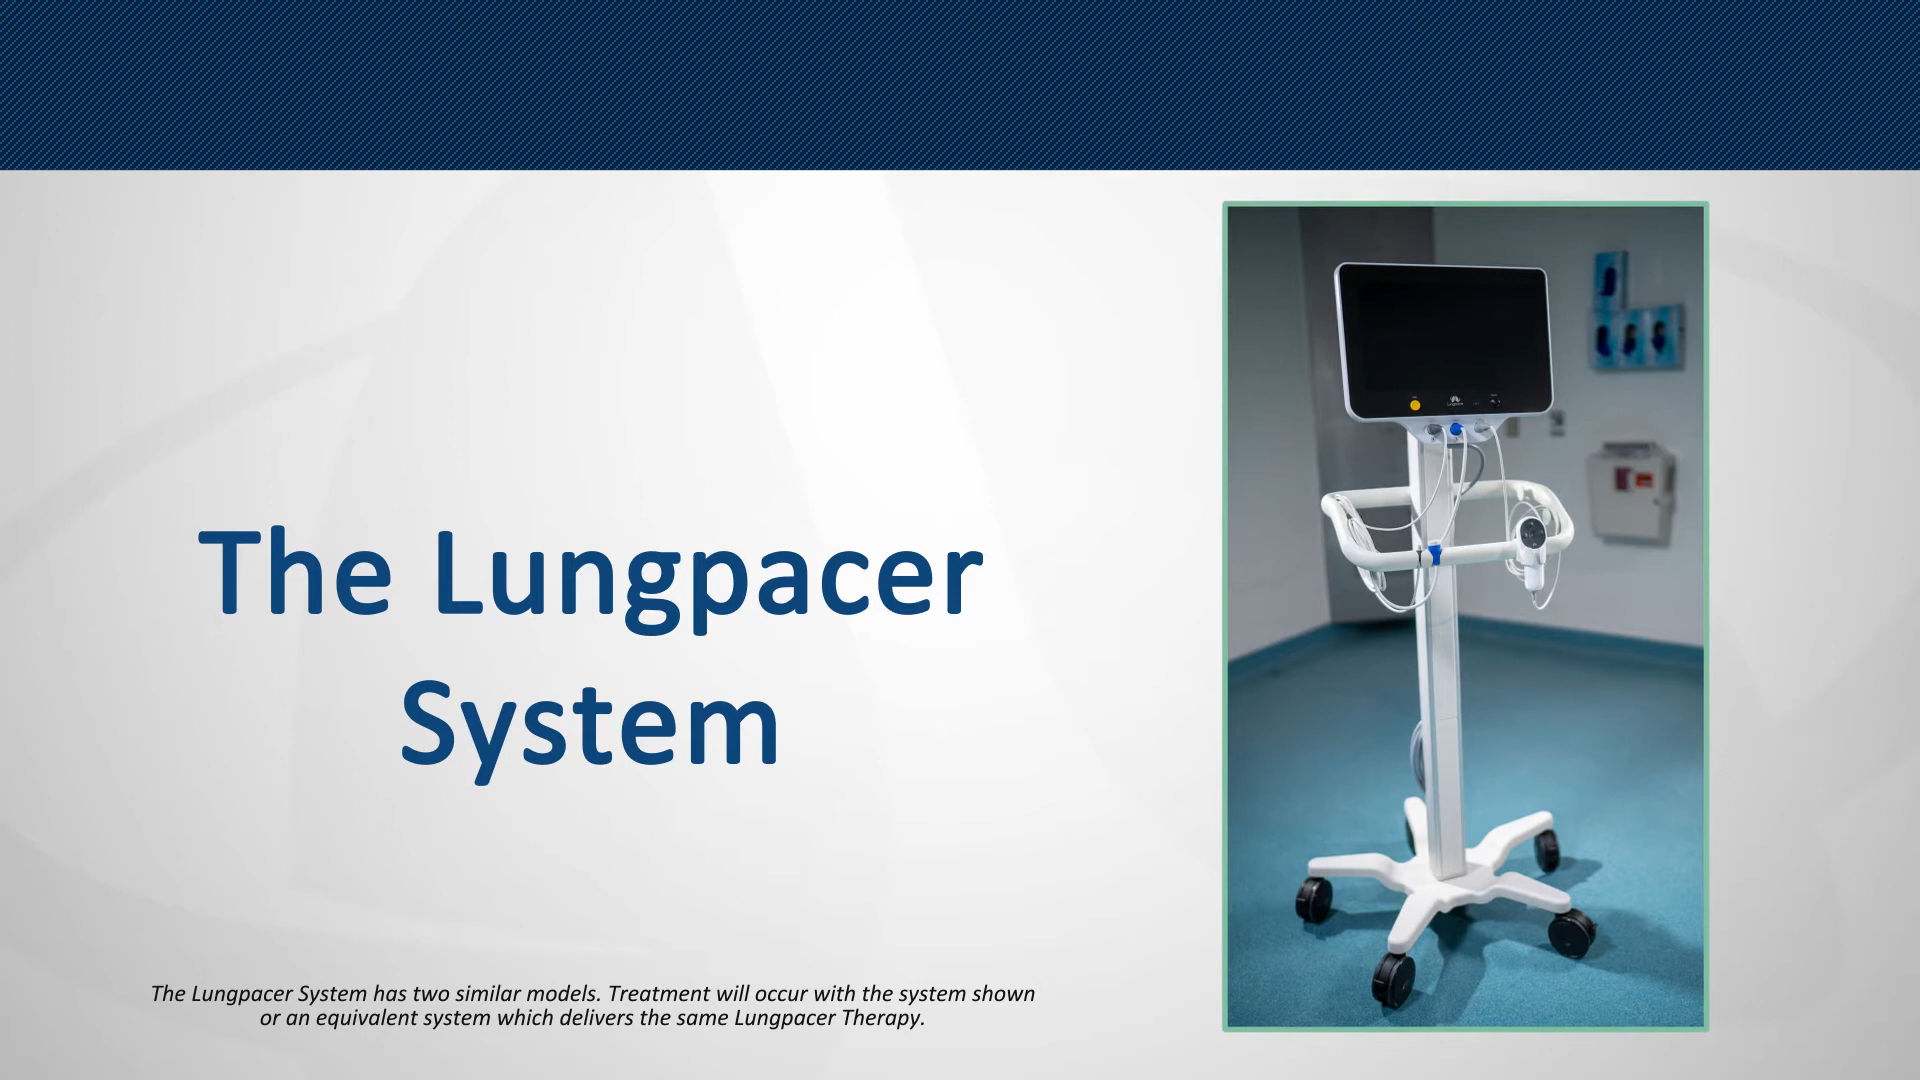 The Lungpacer
System
The Lungpacer System has two similar models. Treatment will occur with the system shown
or an equivalent system which delivers the same Lungpacer Therapy.